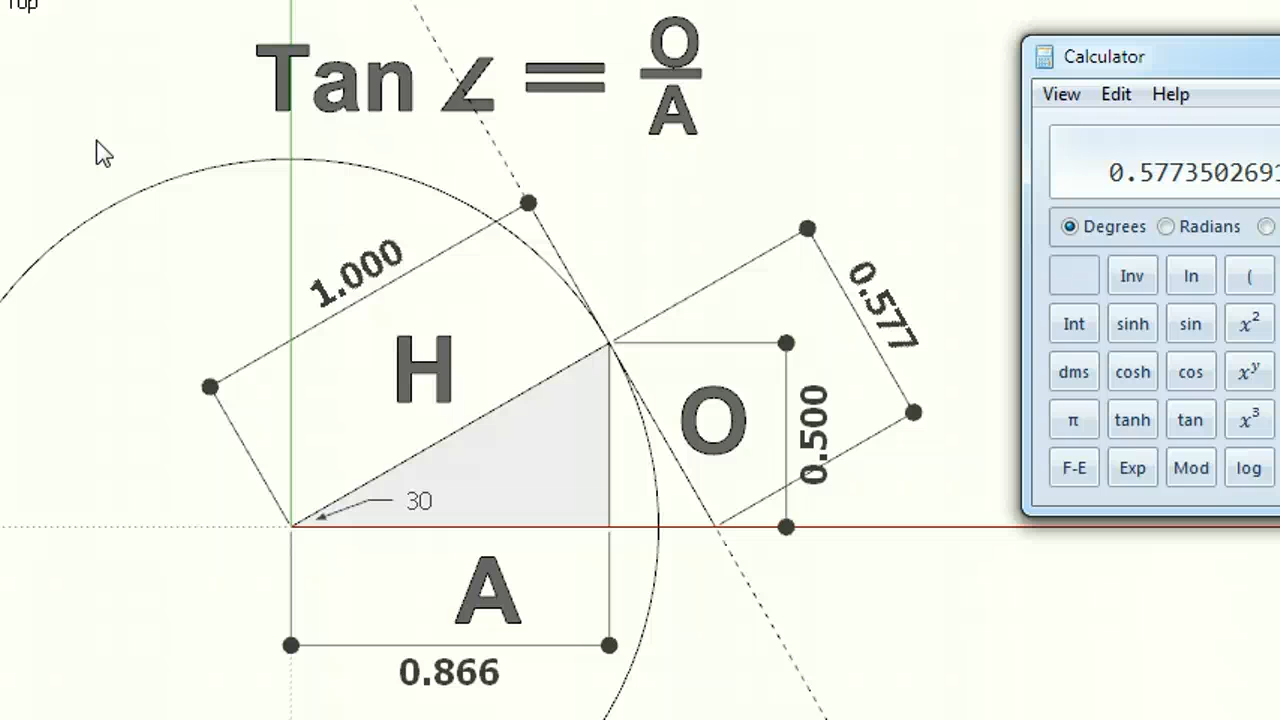 Top
Tan ∠ = O
A
1.000
0.577
H
O
0.500
30
A
0.866
Calculator
View Edit Help
0.577350269
Degrees Radians
Inv ln (
Int sinh sin x²
dms cosh cos xʸ
π tanh tan x³
F-E Exp Mod log